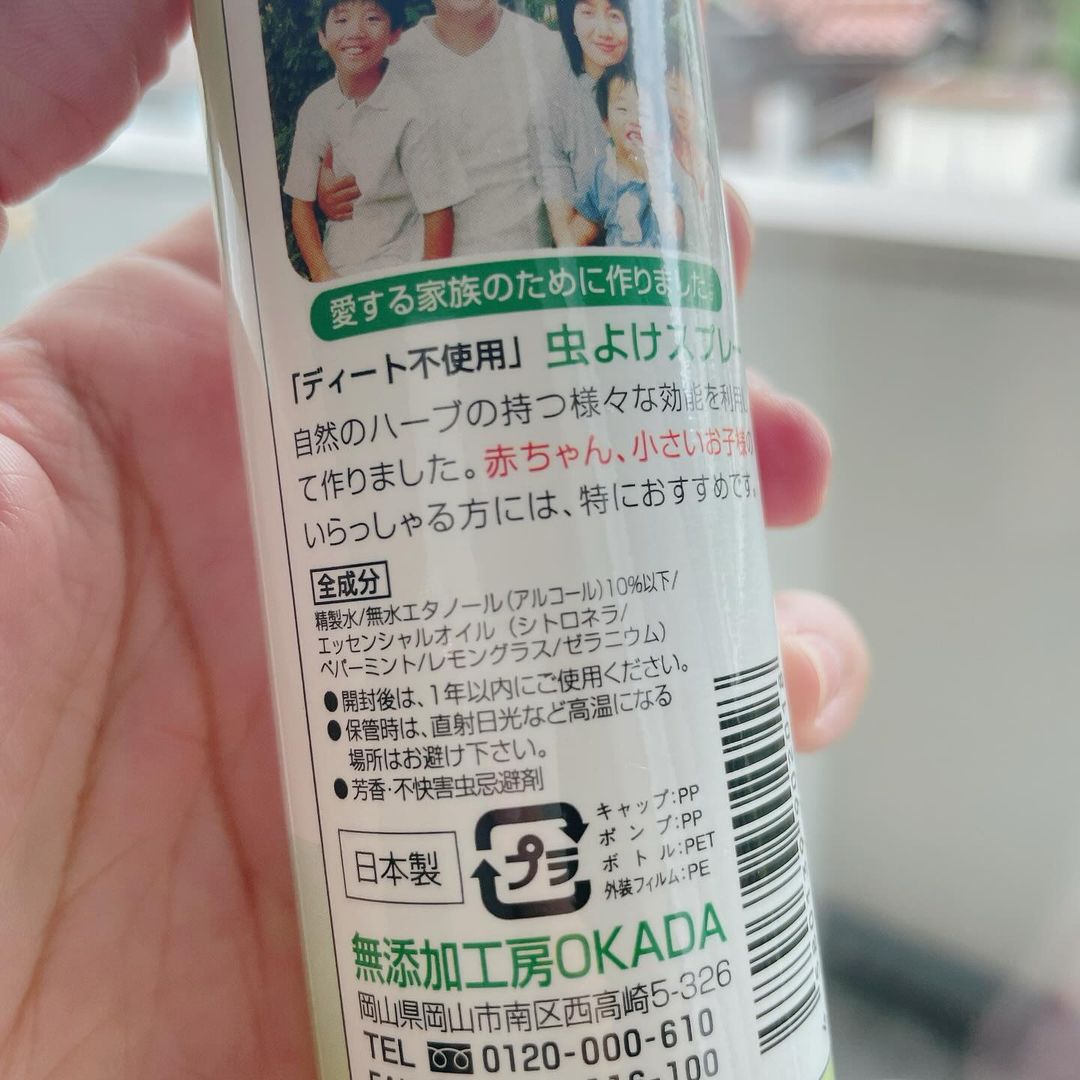 愛する家族のために作りました。
「ディート不使用」 虫よけスプレー
自然のハーブの持つ様々な効能を利用し
て作りました。赤ちゃん、小さいお子様の
いらっしゃる方には、特におすすめです。
全成分
精製水/無水エタノール(アルコール)10%以下/
エッセンシャルオイル (シトロネラ/
ペパーミント/レモングラス/ゼラニウム)
●開封後は、1年以内にご使用ください。
●保管時は、直射日光など高温になる
場所はお避け下さい。
●芳香・不快害虫忌避剤
日本製
プラ
キャップ:PP
ポンプ:PP
ボトル:PET
外装フィルム:PE
無添加工房OKADA
岡山県岡山市南区西高崎5-326
TEL 0120-000-610